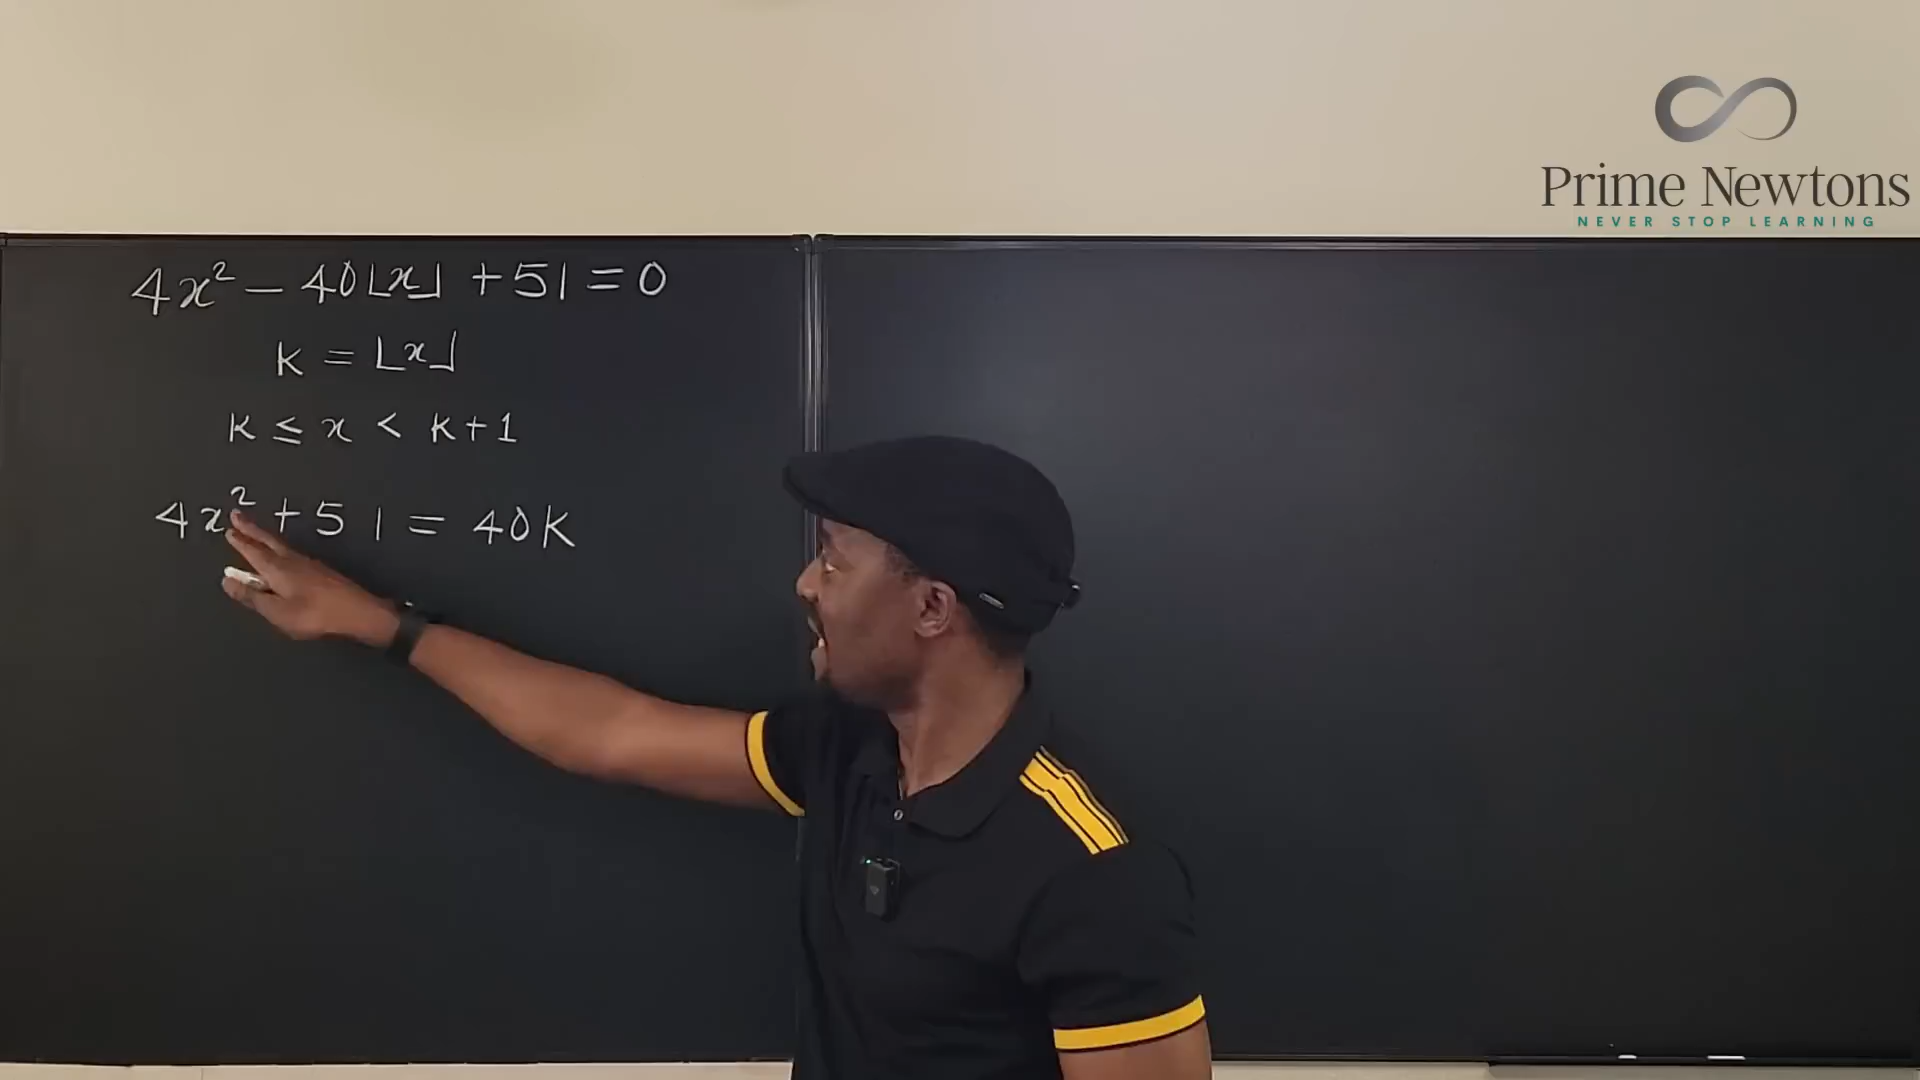 4x² − 40⌊x⌋ + 51 = 0
k = ⌊x⌋
k ≤ x < k+1
4x² + 51 = 40k
Prime Newtons
NEVER STOP LEARNING